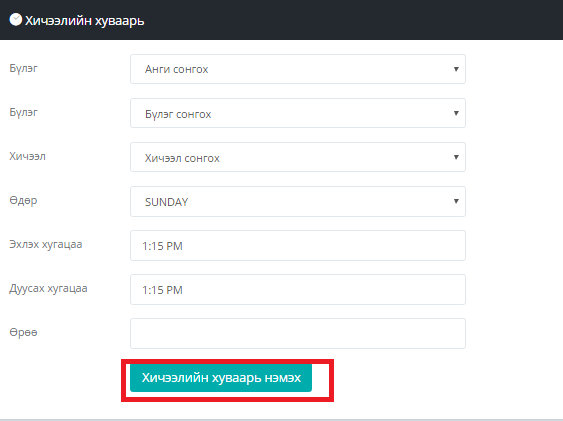 Хичээлийн хуваарь
Бүлэг Анги сонгох
Бүлэг Бүлэг сонгох
Хичээл Хичээл сонгох
Өдөр SUNDAY
Эхлэх хугацаа 1:15 PM
Дуусах хугацаа 1:15 PM
Өрөө
Хичээлийн хуваарь нэмэх